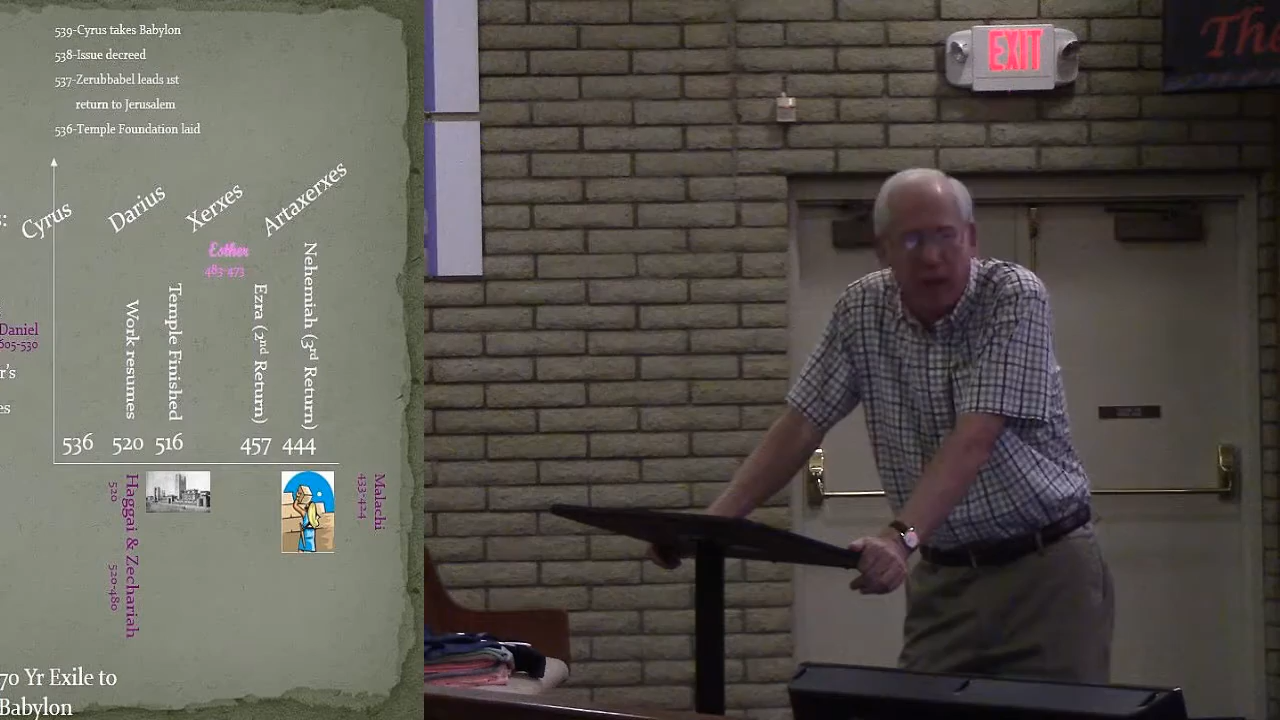 539-Cyrus takes Babylon
538-Issue decreed
537-Zerubbabel leads 1st
return to Jerusalem
536-Temple Foundation laid
s:
Cyrus
Darius
Xerxes
Artaxerxes
Esther
483-473
Daniel
605-530
r's
es
Work resumes
Temple Finished
Ezra (2nd Return)
Nehemiah (3rd Return)
536 520 516 457 444
Haggai & Zechariah
520 520-480
Malachi
433-424
70 Yr Exile to
Babylon
EXIT
The